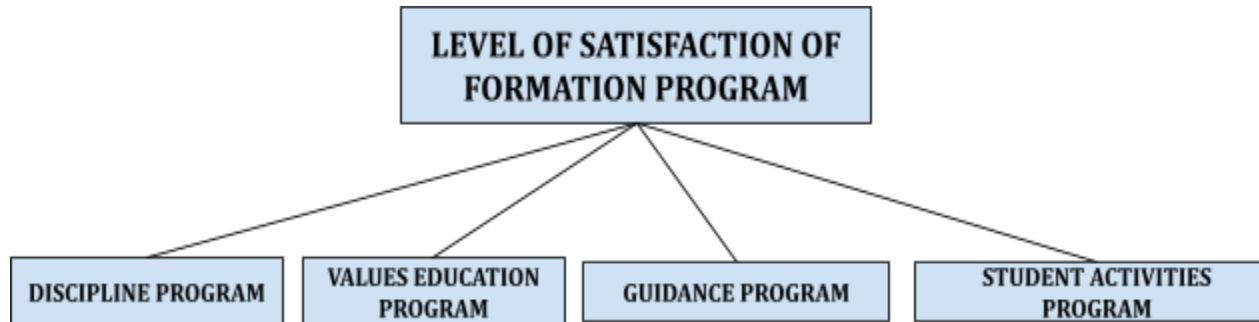 LEVEL OF SATISFACTION OF
FORMATION PROGRAM
DISCIPLINE PROGRAM
VALUES EDUCATION
PROGRAM
GUIDANCE PROGRAM
STUDENT ACTIVITIES
PROGRAM